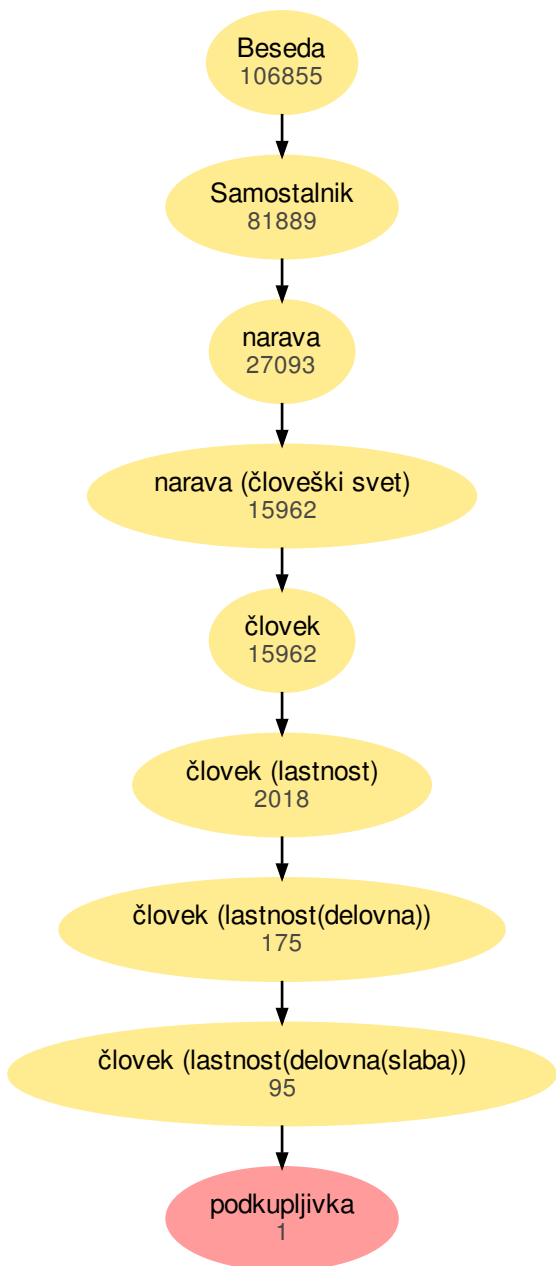 Beseda
106855
Samostalnik
81889
narava
27093
narava (človeški svet)
15962
človek
15962
človek (lastnost)
2018
človek (lastnost(delovna))
175
človek (lastnost(delovna(slaba))
95
podkupljivka
1